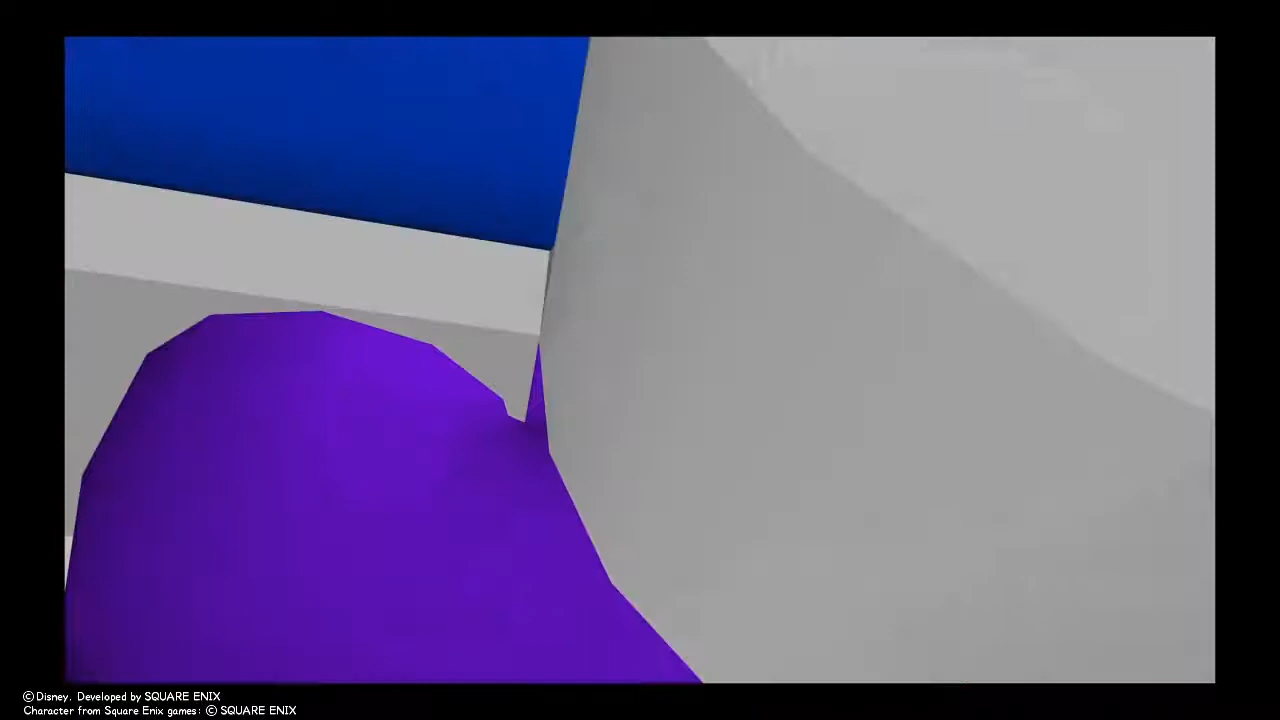 ©Disney. Developed by SQUARE ENIX
Character from Square Enix games: © SQUARE ENIX